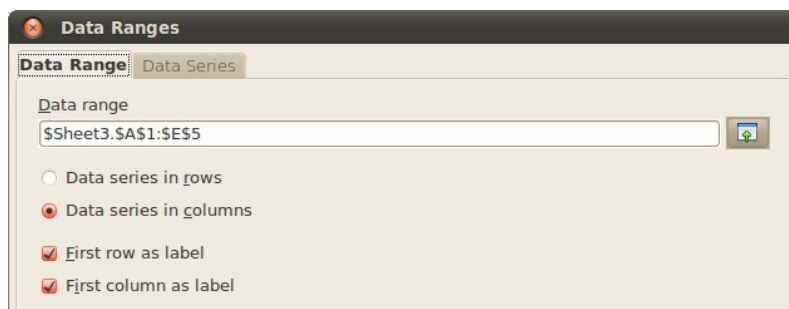 Data Ranges
Data Range Data Series
Data range
$Sheet3.$A$1:$E$5
Data series in rows
Data series in columns
First row as label
First column as label